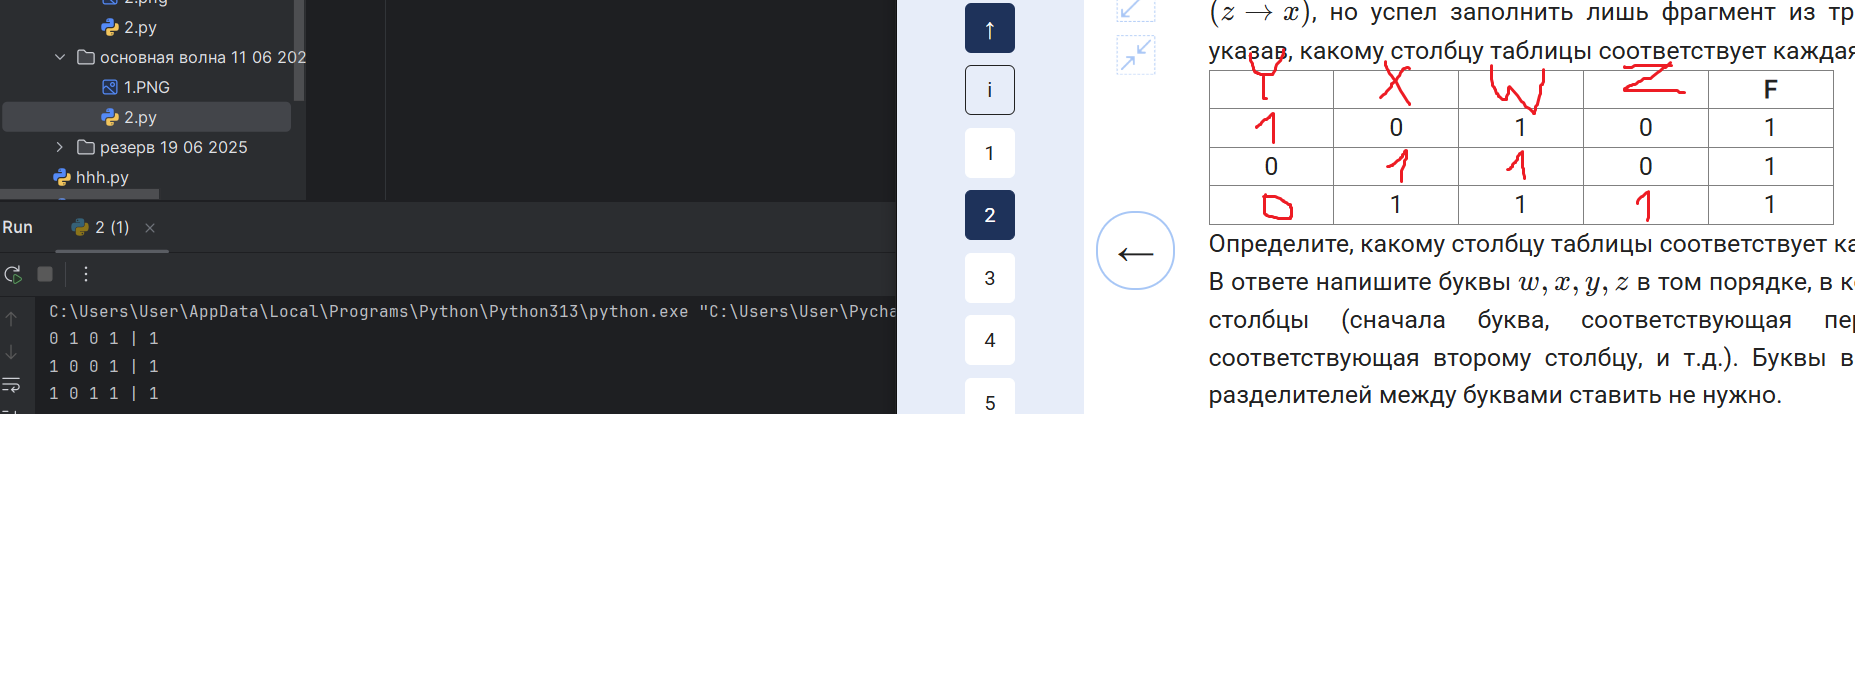 2.png
2.py
основная волна 11 06 202
1.PNG
2.py
резерв 19 06 2025
hhh.py
Run 2 (1)
C:\Users\User\AppData\Local\Programs\Python\Python313\python.exe "C:\Users\User\Pycha
0 1 0 1 | 1
1 0 0 1 | 1
1 0 1 1 | 1
↑
i
1
2
3
4
5
←
(z → x), но успел заполнить лишь фрагмент из тр
указав, какому столбцу таблицы соответствует каждая
Y X W Z F
1 0 1 0 1
0 1 1 0 1
0 1 1 1 1
Определите, какому столбцу таблицы соответствует ка
В ответе напишите буквы w, x, y, z в том порядке, в к
столбцы (сначала буква, соответствующая пер
соответствующая второму столбцу, и т.д.). Буквы в
разделителей между буквами ставить не нужно.